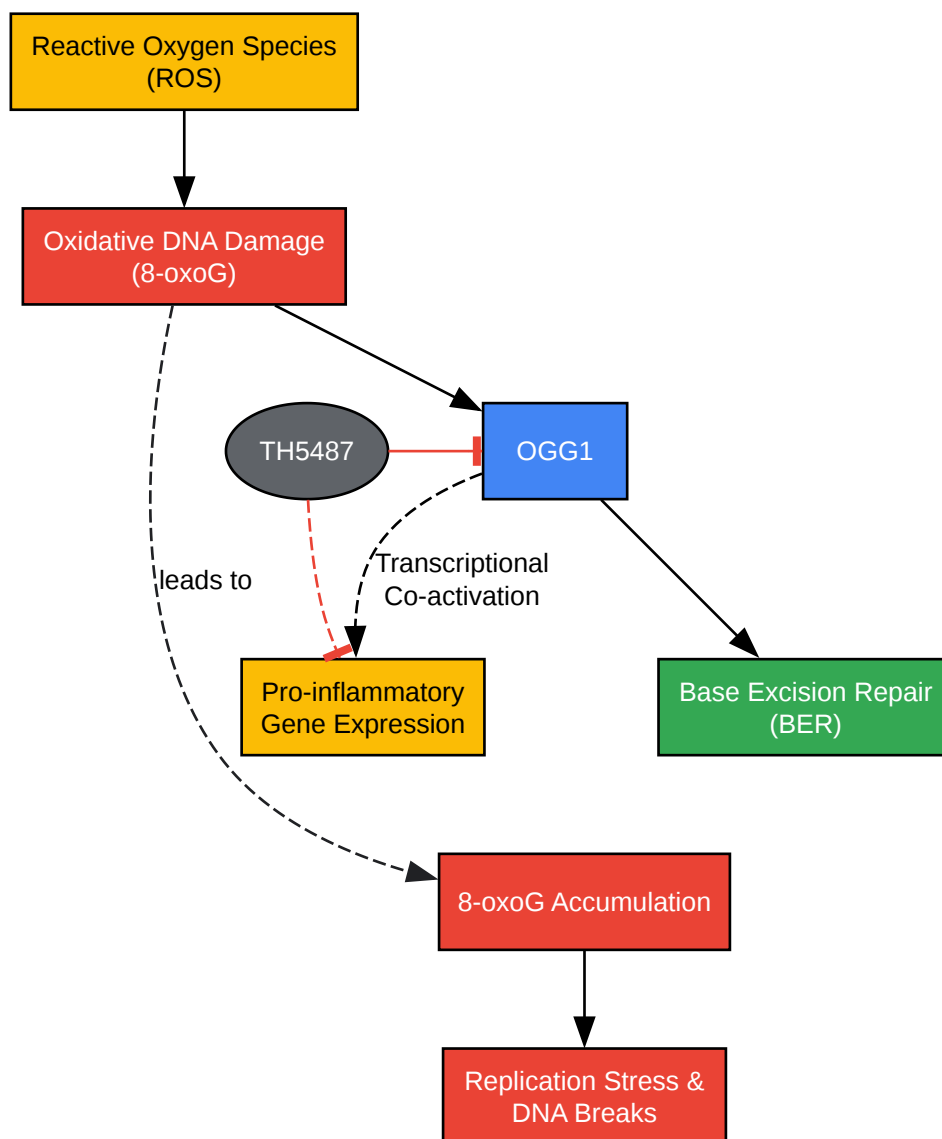 Reactive Oxygen Species
(ROS)
Oxidative DNA Damage
(8-oxoG)
TH5487
OGG1
Transcriptional
Co-activation
leads to
Pro-inflammatory
Gene Expression
Base Excision Repair
(BER)
8-oxoG Accumulation
Replication Stress &
DNA Breaks